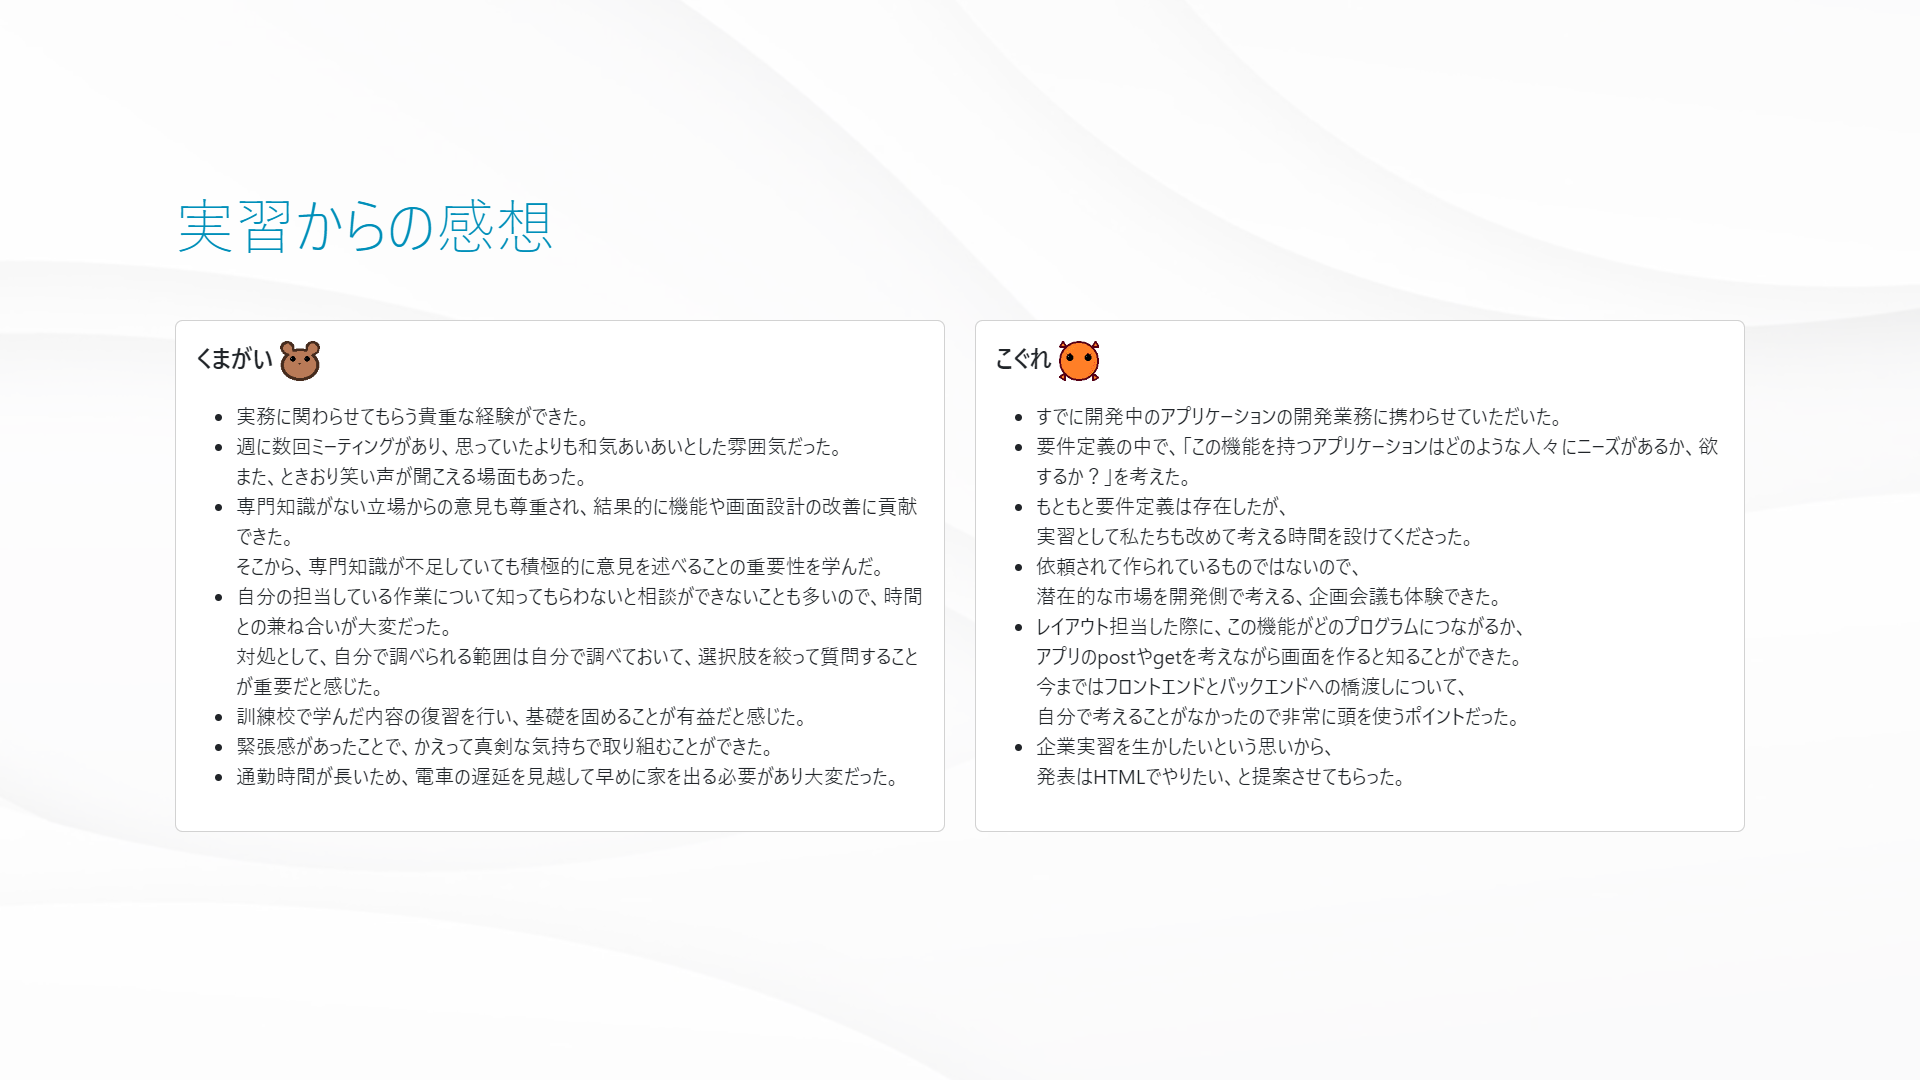 実習からの感想
くまがい
実務に関わらせてもらう貴重な経験ができた。
週に数回ミーティングがあり、思っていたよりも和気あいあいとした雰囲気だった。
また、ときおり笑い声が聞こえる場面もあった。
専門知識がない立場からの意見も尊重され、結果的に機能や画面設計の改善に貢献
できた。
そこから、専門知識が不足していても積極的に意見を述べることの重要性を学んだ。
自分の担当している作業について知ってもらわないと相談ができないことも多いので、時間
との兼ね合いが大変だった。
対処として、自分で調べられる範囲は自分で調べておいて、選択肢を絞って質問すること
が重要だと感じた。
訓練校で学んだ内容の復習を行い、基礎を固めることが有益だと感じた。
緊張感があったことで、かえって真剣な気持ちで取り組むことができた。
通勤時間が長いため、電車の遅延を見越して早めに家を出る必要があり大変だった。
こぐれ
すでに開発中のアプリケーションの開発業務に携わらせていただいた。
要件定義の中で、「この機能を持つアプリケーションはどのような人々にニーズがあるか、欲
するか？」を考えた。
もともと要件定義は存在したが、
実習として私たちも改めて考える時間を設けてくださった。
依頼されて作られているものではないので、
潜在的な市場を開発側で考える、企画会議も体験できた。
レイアウト担当した際に、この機能がどのプログラムにつながるか、
アプリのpostやgetを考えながら画面を作ると知ることができた。
今まではフロントエンドとバックエンドへの橋渡しについて、
自分で考えることがなかったので非常に頭を使うポイントだった。
企業実習を生かしたいという思いから、
発表はHTMLでやりたい、と提案させてもらった。